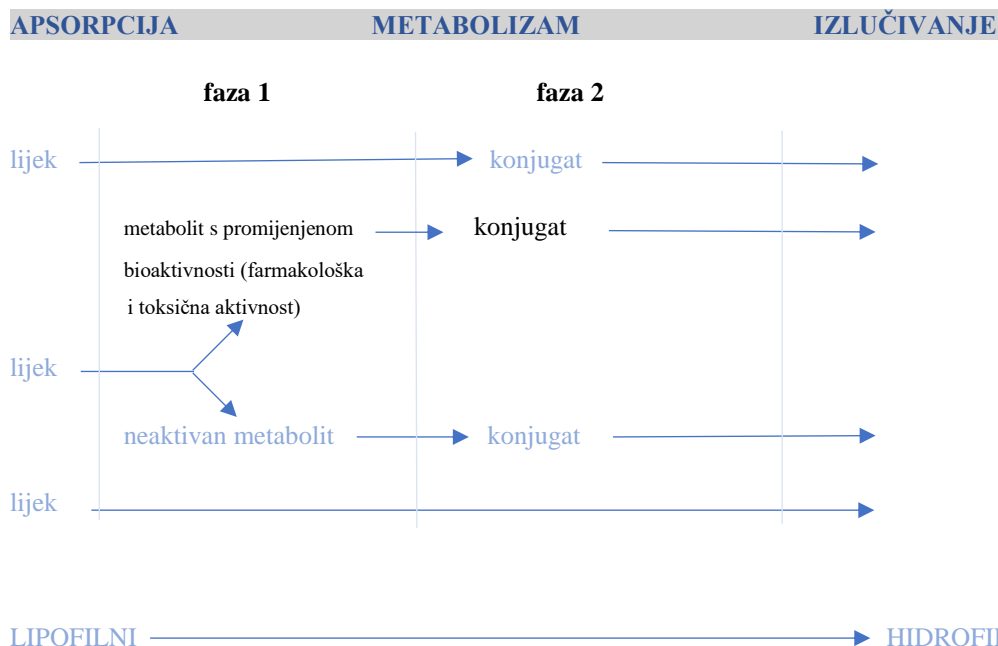 APSORPCIJA METABOLIZAM IZLUČIVANJE
faza 1 faza 2
lijek konjugat
metabolit s promijenjenom konjugat
bioaktivnosti (farmakološka
i toksična aktivnost)
lijek
neaktivan metabolit konjugat
lijek
LIPOFILNI